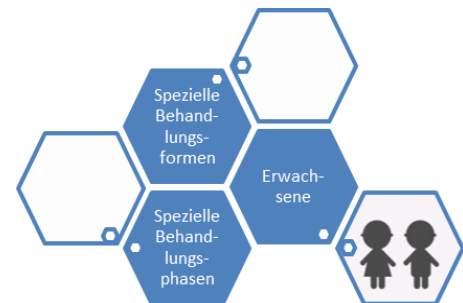 Spezielle
Behand-
lungs-
formen
Erwach-
sene
Spezielle
Behand-
lungs-
phasen